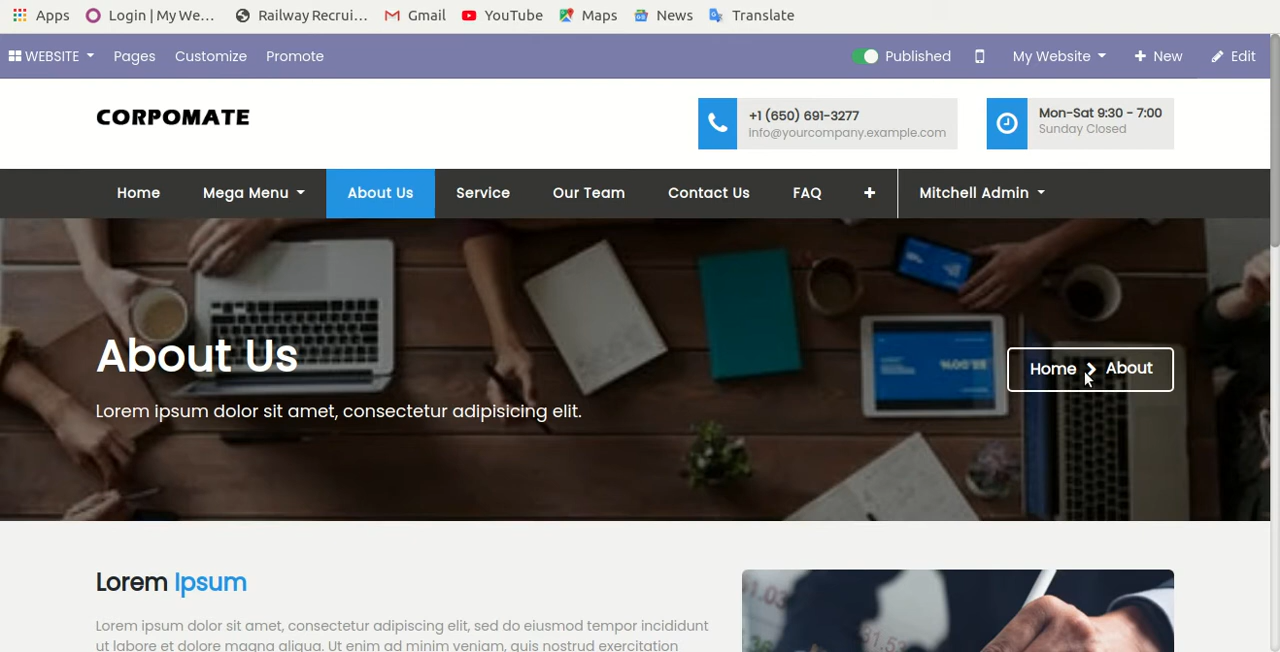 Apps Login | My We... Railway Recrui... Gmail YouTube Maps News Translate
WEBSITE Pages Customize Promote Published My Website + New Edit
CORPOMATE
+1 (650) 691-3277
info@yourcompany.example.com
Mon-Sat 9:30 - 7:00
Sunday Closed
Home Mega Menu About Us Service Our Team Contact Us FAQ + Mitchell Admin
About Us
Home > About
Lorem ipsum dolor sit amet, consectetur adipisicing elit.
Lorem Ipsum
Lorem ipsum dolor sit amet, consectetur adipiscing elit, sed do eiusmod tempor incididunt
ut labore et dolore magna aliqua. Ut enim ad minim veniam, quis nostrud exercitation